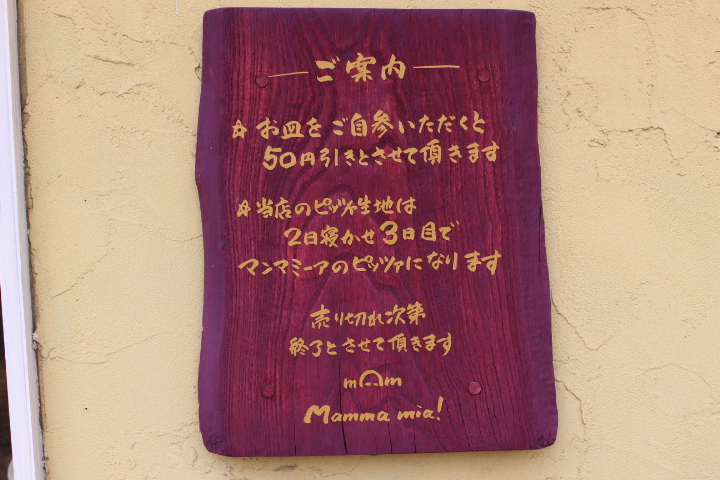 ーご案内ー
☆お皿をご自参いただくと
50円引きとさせて頂きます
☆当店のピッツァ生地は
2日寝かせ3日目で
マンマミーアのピッツァになります
売り切れ次第
終了とさせて頂きます
mam
Mamma mia!